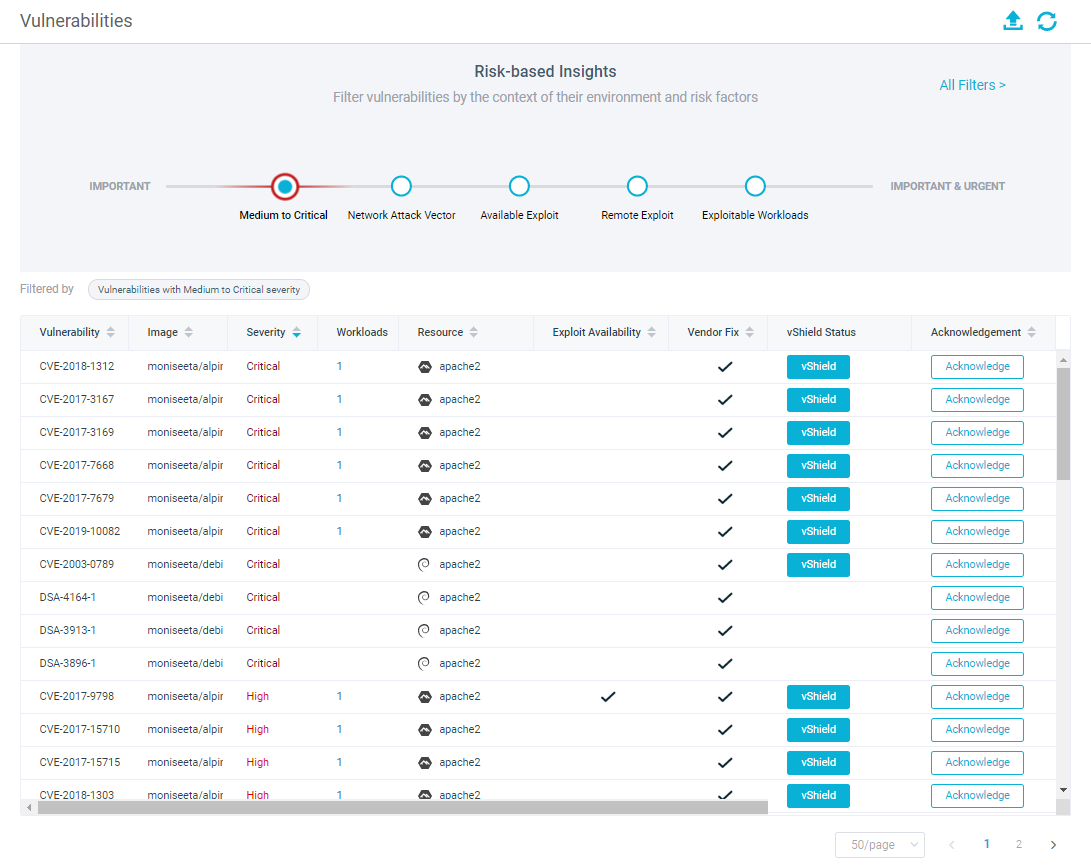 Vulnerabilities
Risk-based Insights
All Filters >
Filter vulnerabilities by the context of their environment and risk factors
IMPORTANT IMPORTANT & URGENT
Medium to Critical Network Attack Vector Available Exploit Remote Exploit Exploitable Workloads
Filtered by Vulnerabilities with Medium to Critical severity
Vulnerability Image Severity Workloads Resource Exploit Availability Vendor Fix vShield Status Acknowledgement
CVE-2018-1312 moniseeta/alpir Critical 1 apache2 vShield Acknowledge
CVE-2017-3167 moniseeta/alpir Critical 1 apache2 vShield Acknowledge
CVE-2017-3169 moniseeta/alpir Critical 1 apache2 vShield Acknowledge
CVE-2017-7668 moniseeta/alpir Critical 1 apache2 vShield Acknowledge
CVE-2017-7679 moniseeta/alpir Critical 1 apache2 vShield Acknowledge
CVE-2019-10082 moniseeta/alpir Critical 1 apache2 vShield Acknowledge
CVE-2003-0789 moniseeta/debi Critical apache2 vShield Acknowledge
DSA-4164-1 moniseeta/debi Critical apache2 Acknowledge
DSA-3913-1 moniseeta/debi Critical apache2 Acknowledge
DSA-3896-1 moniseeta/debi Critical apache2 Acknowledge
CVE-2017-9798 moniseeta/alpir High 1 apache2 vShield Acknowledge
CVE-2017-15710 moniseeta/alpir High 1 apache2 vShield Acknowledge
CVE-2017-15715 moniseeta/alpir High 1 apache2 vShield Acknowledge
CVE-2018-1303 moniseeta/alpir High 1 apache2 vShield Acknowledge
50/page 1 2